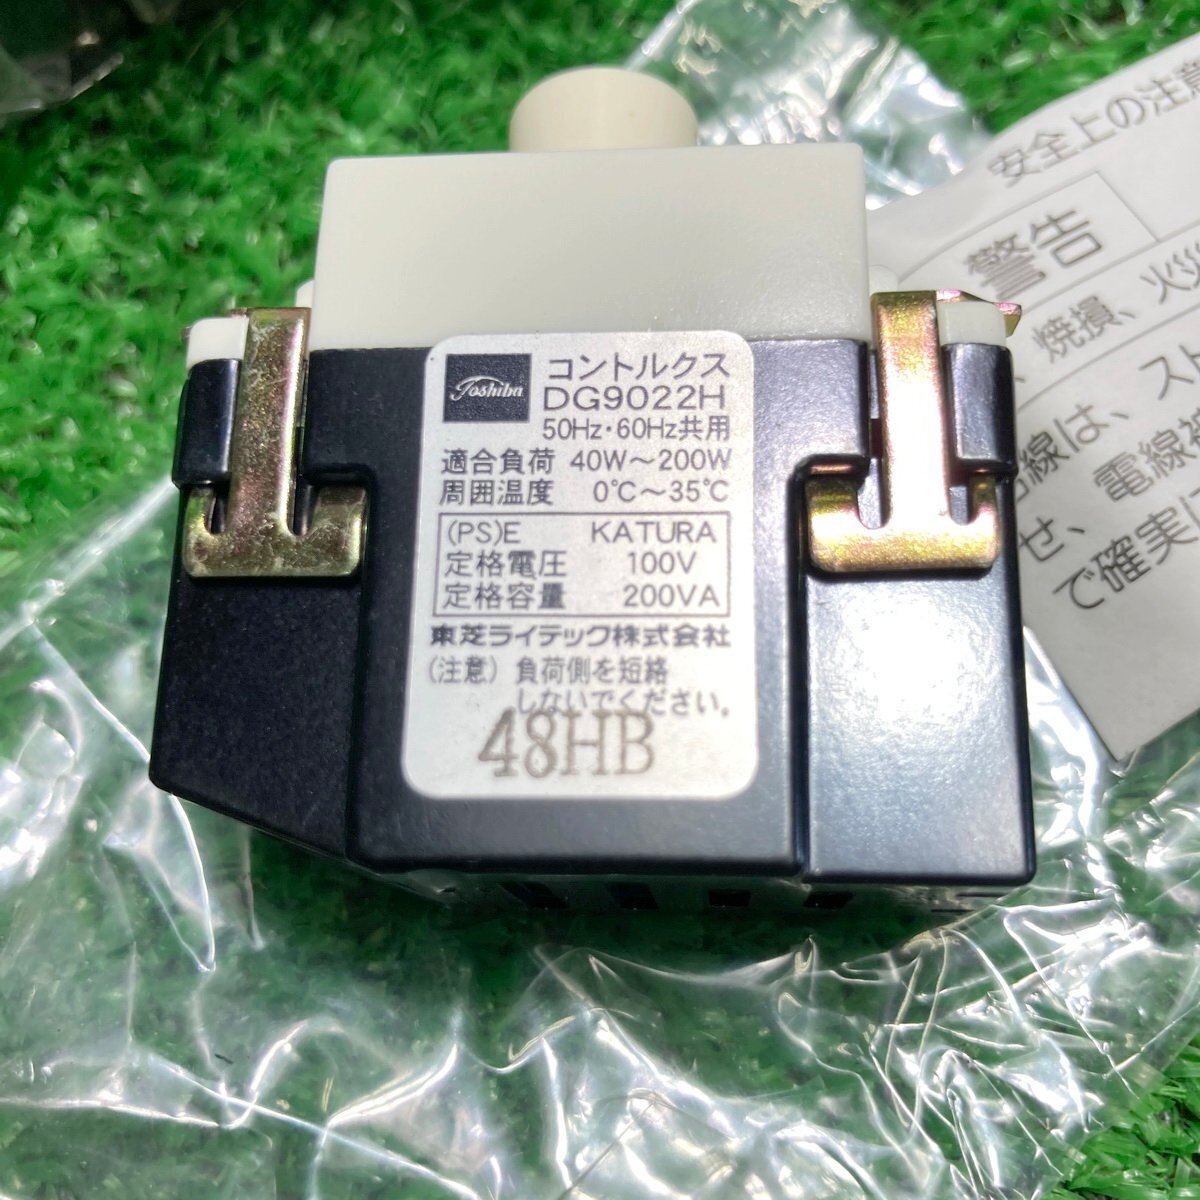 Toshiba
コントルクス
DG9022H
50Hz・60Hz共用
適合負荷 40W～200W
周囲温度 0℃～35℃
(PS)E KATURA
定格電圧 100V
定格容量 200VA
東芝ライテック株式会社
(注意) 負荷側を短絡
しないでください。
48HB
安全上の注意
警告
焼損、火災
線は、スト
せ、電線被
で確実に